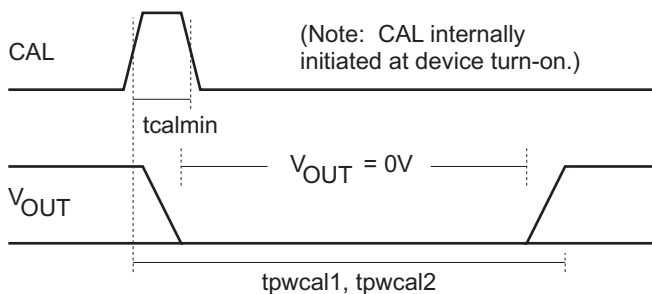 CAL
(Note: CAL internally
initiated at device turn-on.)
tcalmin
VOUT = 0V
VOUT
tpwcal1, tpwcal2